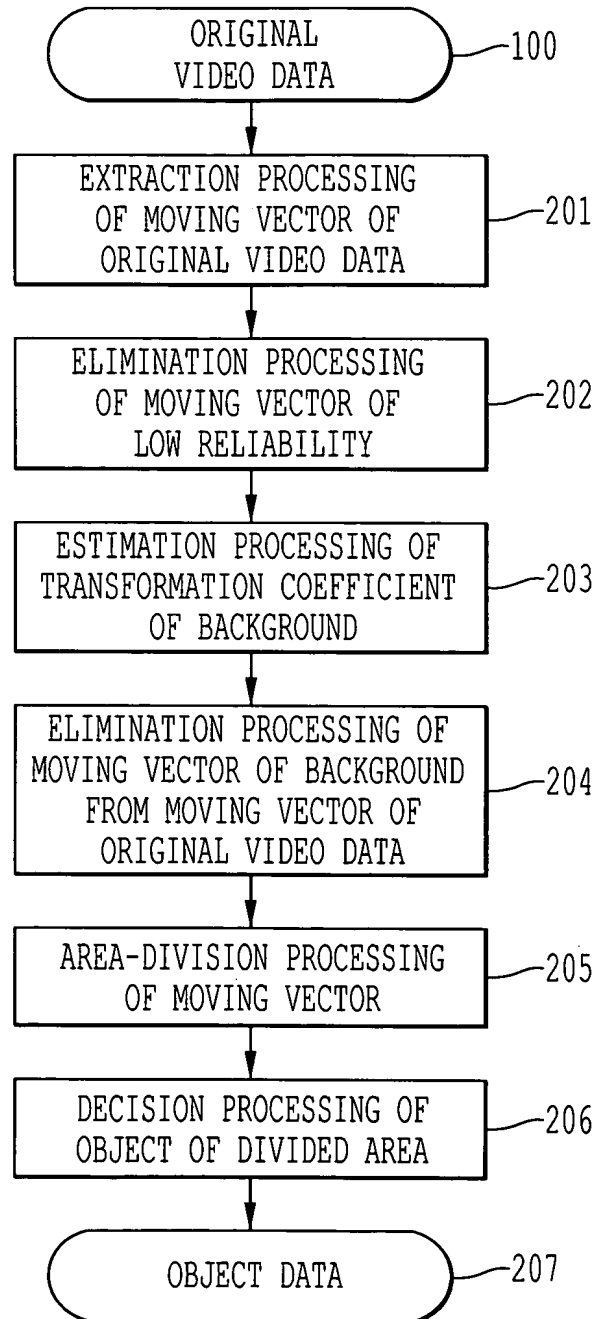 ORIGINAL
VIDEO DATA
100
EXTRACTION PROCESSING
OF MOVING VECTOR OF
ORIGINAL VIDEO DATA
201
ELIMINATION PROCESSING
OF MOVING VECTOR OF
LOW RELIABILITY
202
ESTIMATION PROCESSING OF
TRANSFORMATION COEFFICIENT
OF BACKGROUND
203
ELIMINATION PROCESSING OF
MOVING VECTOR OF BACKGROUND
FROM MOVING VECTOR OF
ORIGINAL VIDEO DATA
204
AREA-DIVISION PROCESSING
OF MOVING VECTOR
205
DECISION PROCESSING OF
OBJECT OF DIVIDED AREA
206
OBJECT DATA
207